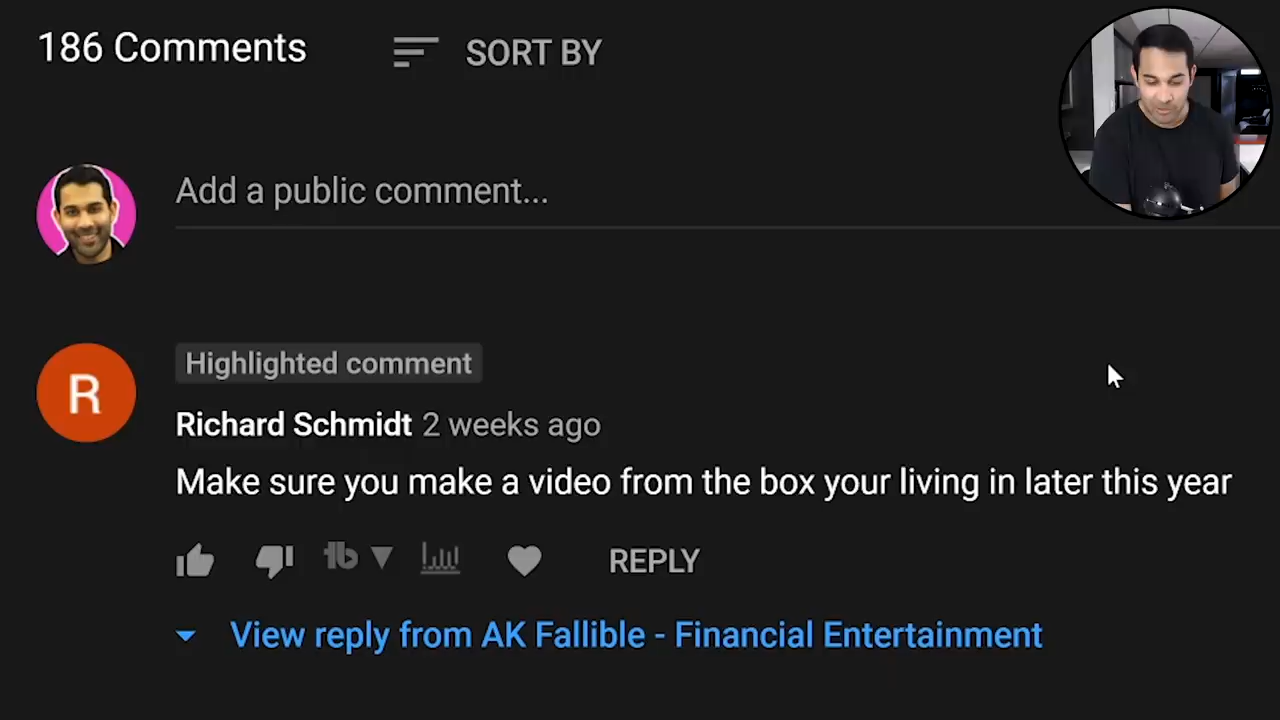 186 Comments
SORT BY
Add a public comment...
R
Highlighted comment
Richard Schmidt 2 weeks ago
Make sure you make a video from the box your living in later this year
tb
REPLY
View reply from AK Fallible - Financial Entertainment